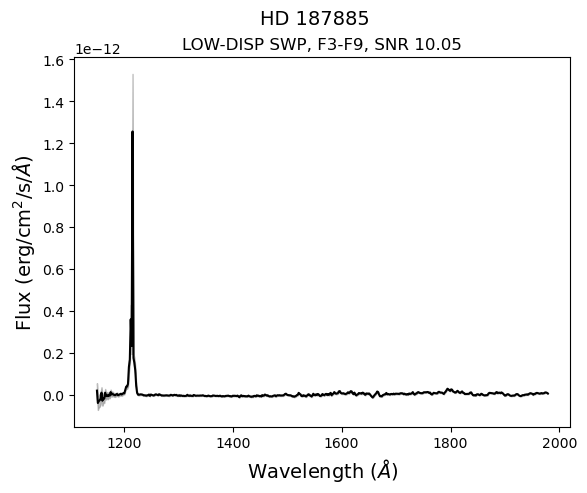 HD 187885
LOW-DISP SWP, F3-F9, SNR 10.05
1e−12
1.6
1.4
1.2
1.0
0.8
0.6
0.4
0.2
0.0
Flux (erg/cm²/s/Å)
1200 1400 1600 1800 2000
Wavelength (Å)